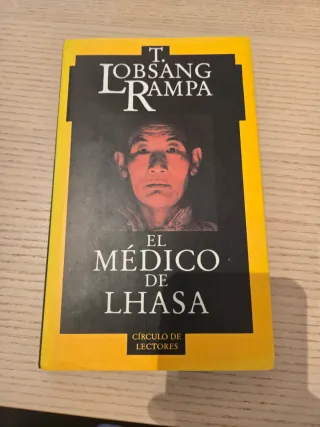 T.
LOBSANG
RAMPA
EL
MÉDICO
DE
LHASA
CÍRCULO DE
LECTORES